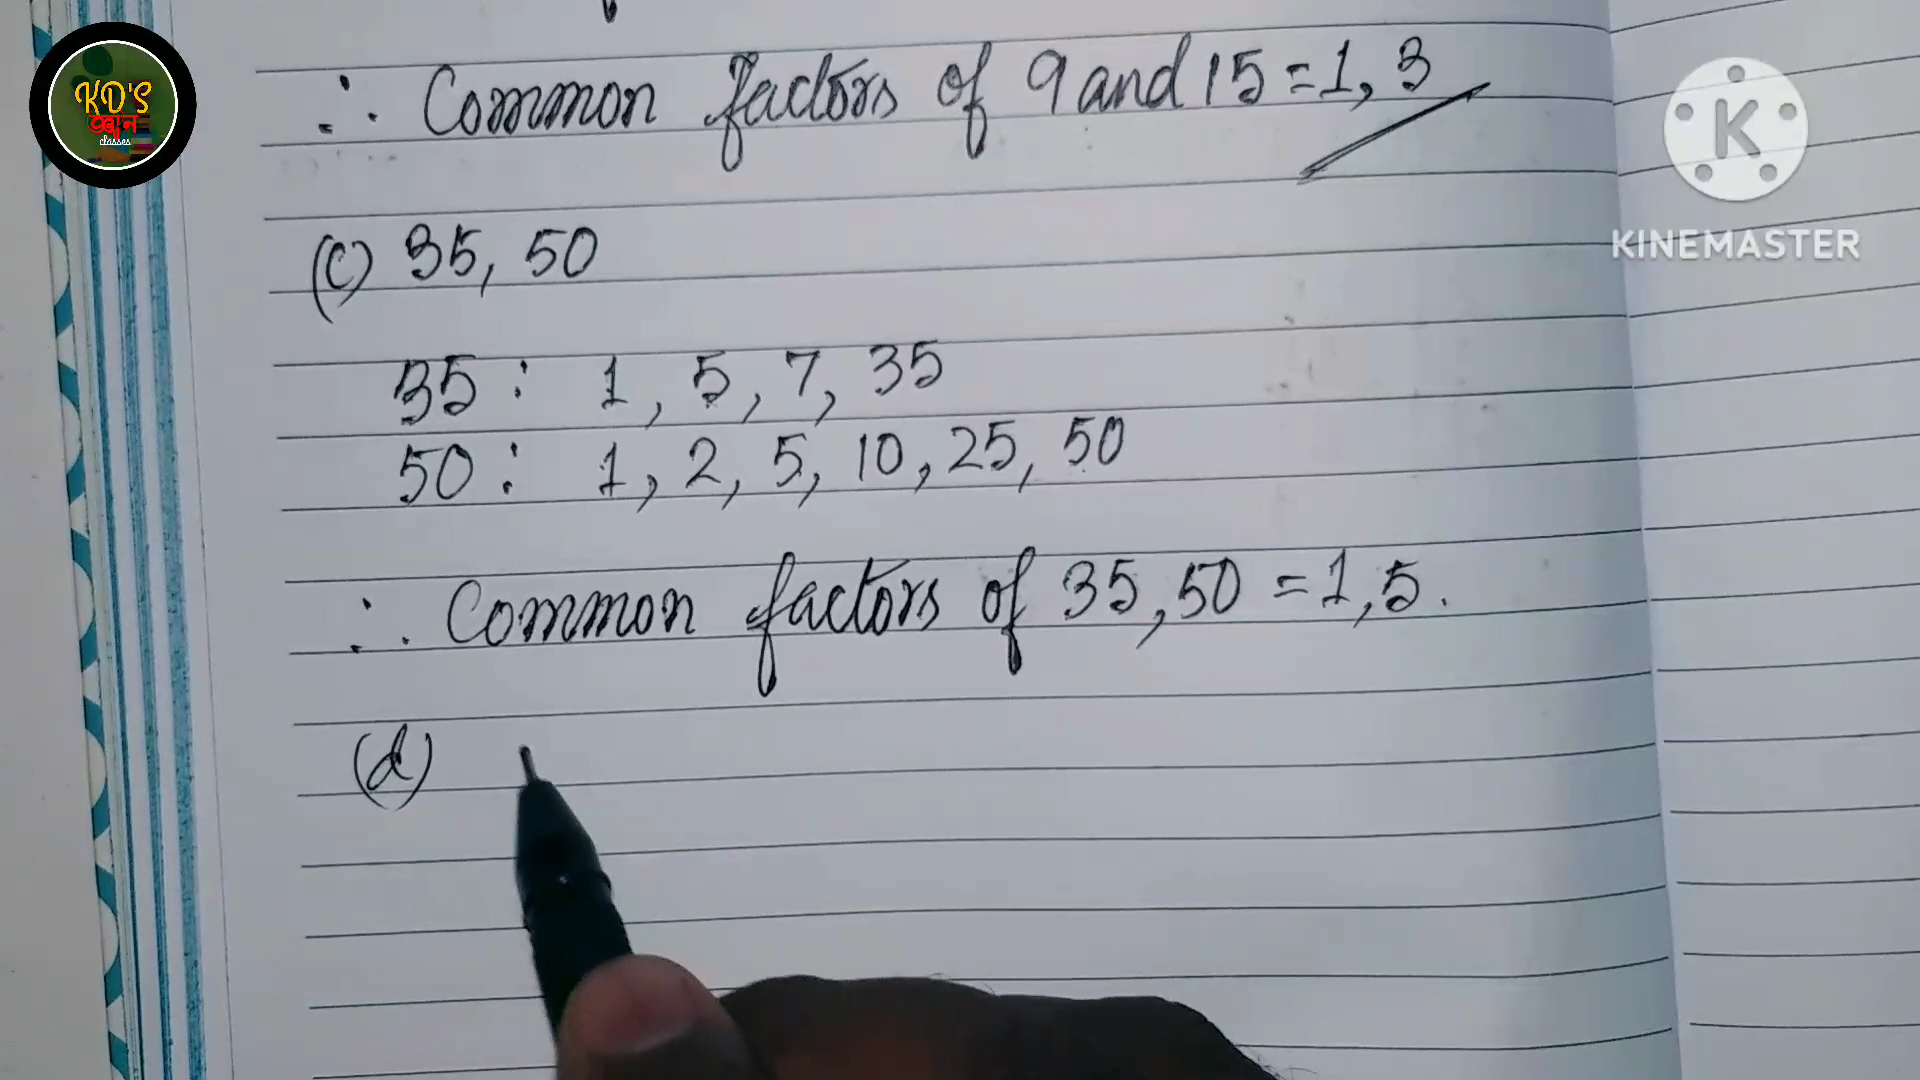 KD'S
ज्ञान
classes
∴ Common factors of 9 and 15 = 1, 3
K
KINEMASTER
(c) 35, 50
35 : 1, 5, 7, 35
50 : 1, 2, 5, 10, 25, 50
∴ Common factors of 35, 50 = 1, 5.
(d)